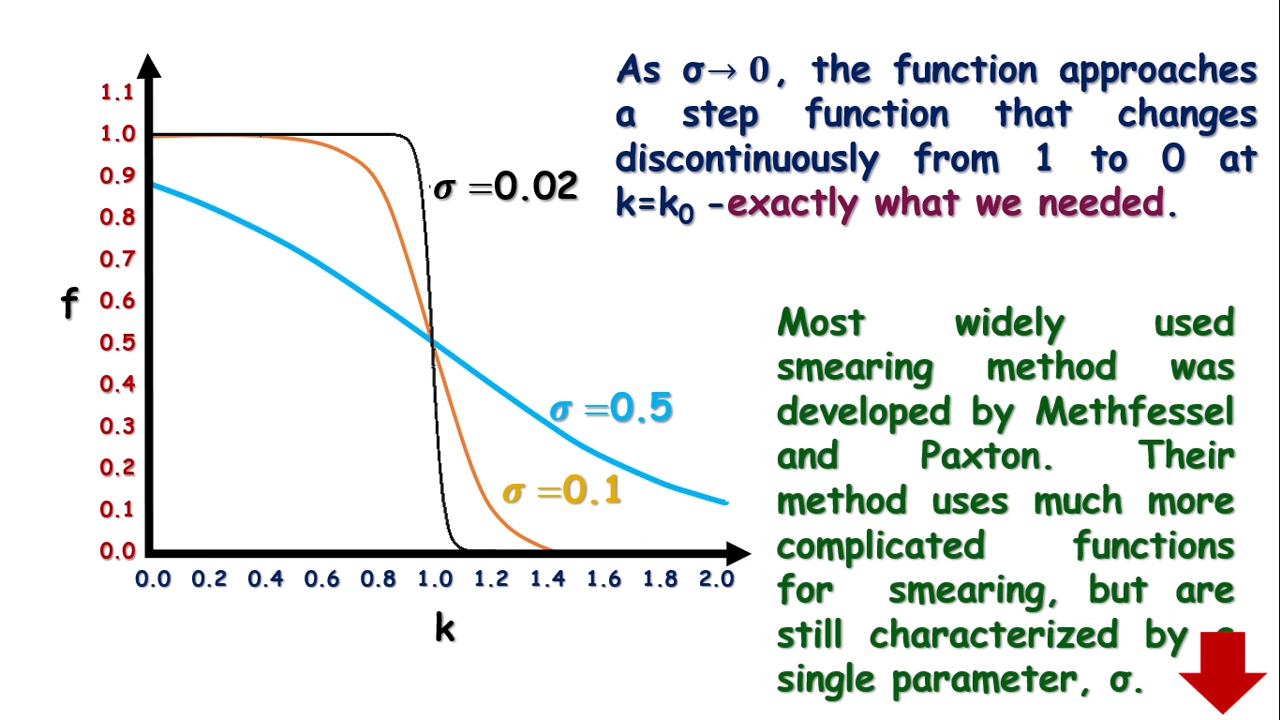 As σ→ 0, the function approaches
a step function that changes
discontinuously from 1 to 0 at
k=k₀ -exactly what we needed.
1.1
1.0
0.9
0.8
0.7
0.6
0.5
0.4
0.3
0.2
0.1
0.0
f
σ =0.02
σ =0.5
σ =0.1
0.0 0.2 0.4 0.6 0.8 1.0 1.2 1.4 1.6 1.8 2.0
k
Most widely used
smearing method was
developed by Methfessel
and Paxton. Their
method uses much more
complicated functions
for smearing, but are
still characterized by
single parameter, σ.